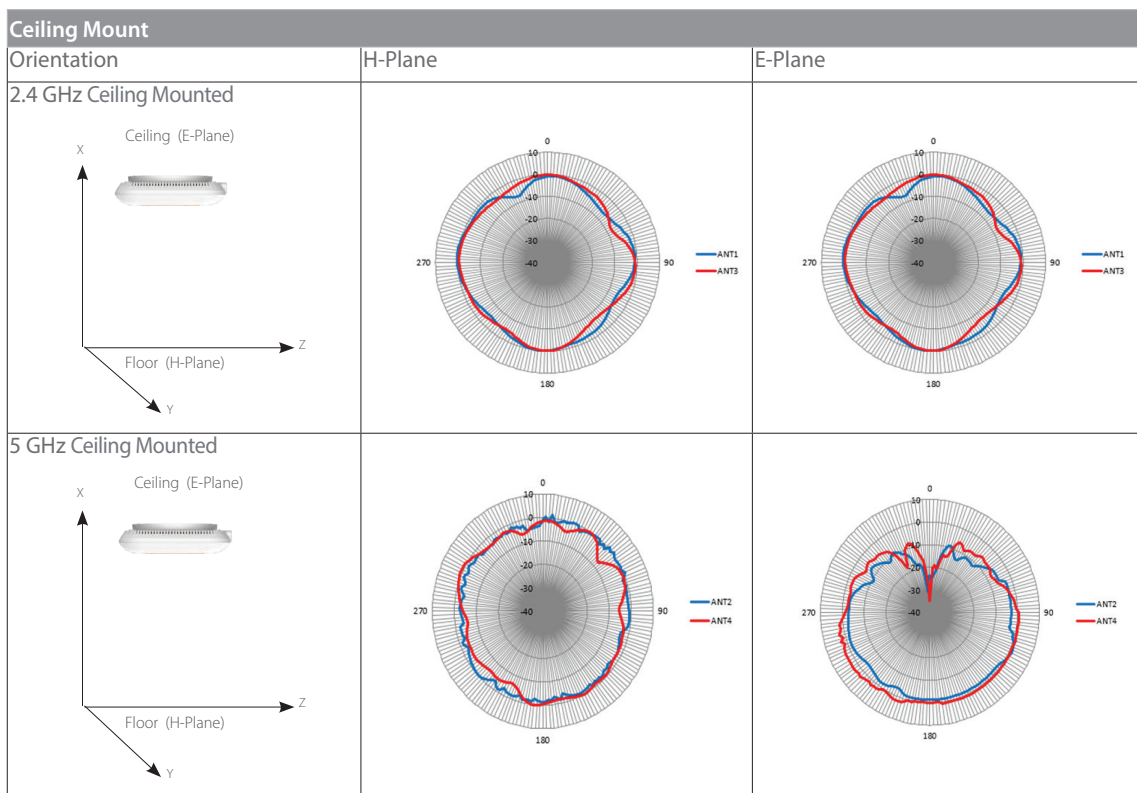 Ceiling Mount
Orientation
H-Plane
E-Plane
2.4 GHz Ceiling Mounted
Ceiling (E-Plane)
X
Z
Floor (H-Plane)
Y
0
10
0
-10
-20
-30
-40
270
90
180
ANT1
ANT3
0
10
0
-10
-20
-30
-40
270
90
180
ANT1
ANT3
5 GHz Ceiling Mounted
Ceiling (E-Plane)
X
Z
Floor (H-Plane)
Y
0
10
0
-10
-20
-30
-40
270
90
180
ANT2
ANT4
0
10
0
-10
-20
-30
-40
270
90
180
ANT2
ANT4